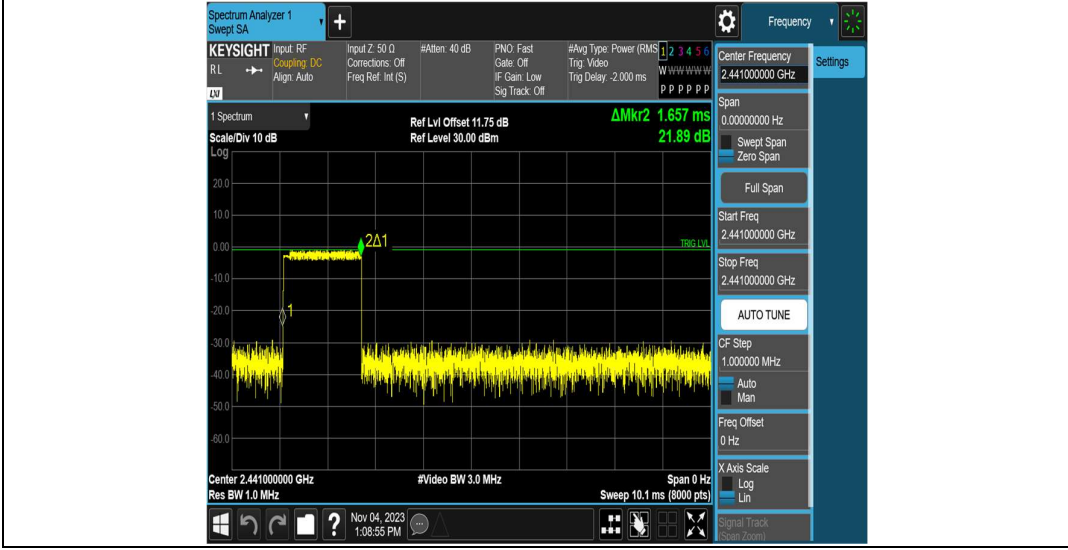 Spectrum Analyzer 1
Swept SA
Frequency
KEYSIGHT
RL
LXI
Input: RF
Coupling: DC
Align: Auto
Input Z: 50 Ω
Corrections: Off
Freq Ref: Int (S)
#Atten: 40 dB
PNO: Fast
Gate: Off
IF Gain: Low
Sig Track: Off
#Avg Type: Power (RMS
Trig: Video
Trig Delay: -2.000 ms
1 2 3 4 5 6
W W W W W W
P P P P P P
1 Spectrum
Scale/Div 10 dB
Ref Lvl Offset 11.75 dB
Ref Level 30.00 dBm
ΔMkr2 1.657 ms
21.89 dB
Log
20.0
10.0
0.00
-10.0
-20.0
-30.0
-40.0
-50.0
-60.0
2Δ1
1
TRIG LVL
Center 2.441000000 GHz
Res BW 1.0 MHz
#Video BW 3.0 MHz
Span 0 Hz
Sweep 10.1 ms (8000 pts)
Nov 04, 2023
1:08:55 PM
Center Frequency
2.441000000 GHz
Span
0.00000000 Hz
Swept Span
Zero Span
Full Span
Start Freq
2.441000000 GHz
Stop Freq
2.441000000 GHz
AUTO TUNE
CF Step
1.000000 MHz
Auto
Man
Freq Offset
0 Hz
X Axis Scale
Log
Lin
Signal Track
(Span Zoom)
Settings